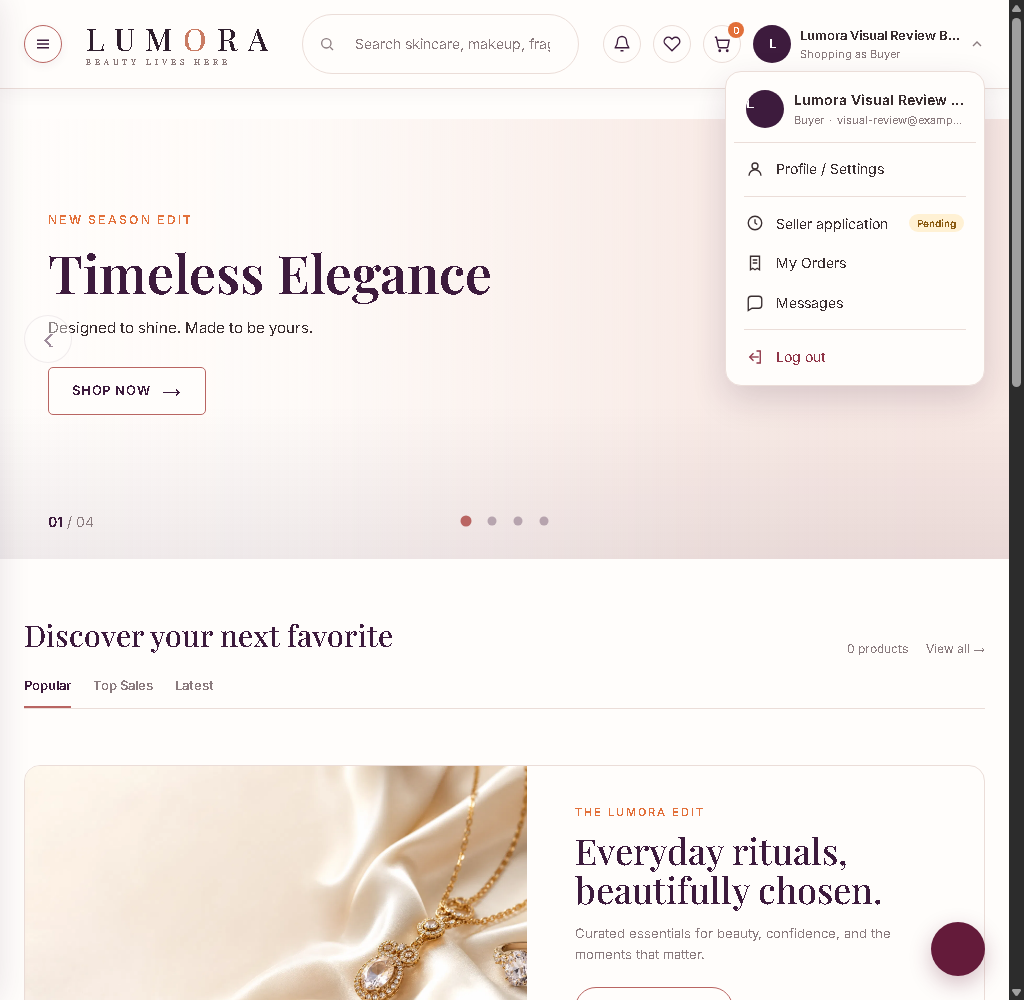 LUMORA
BEAUTY LIVES HERE
Search skincare, makeup, frag
0
L
Lumora Visual Review B...
Shopping as Buyer
L
Lumora Visual Review ...
Buyer · visual-review@examp...
Profile / Settings
Seller application
Pending
My Orders
Messages
Log out
NEW SEASON EDIT
Timeless Elegance
Designed to shine. Made to be yours.
SHOP NOW →
01 / 04
Discover your next favorite
0 products
View all →
Popular
Top Sales
Latest
THE LUMORA EDIT
Everyday rituals,
beautifully chosen.
Curated essentials for beauty, confidence, and the
moments that matter.